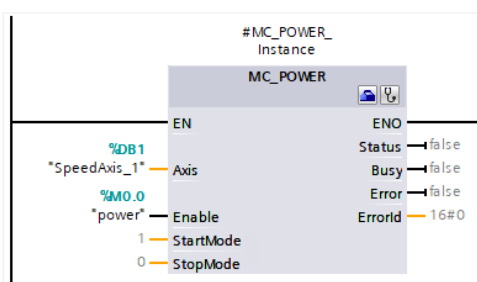 #MC_POWER_
Instance
MC_POWER
EN
ENO
%DB1
"SpeedAxis_1"
Axis
Status
false
Busy
false
%M0.0
"power"
Enable
Error
false
ErrorId
16#0
1
StartMode
0
StopMode